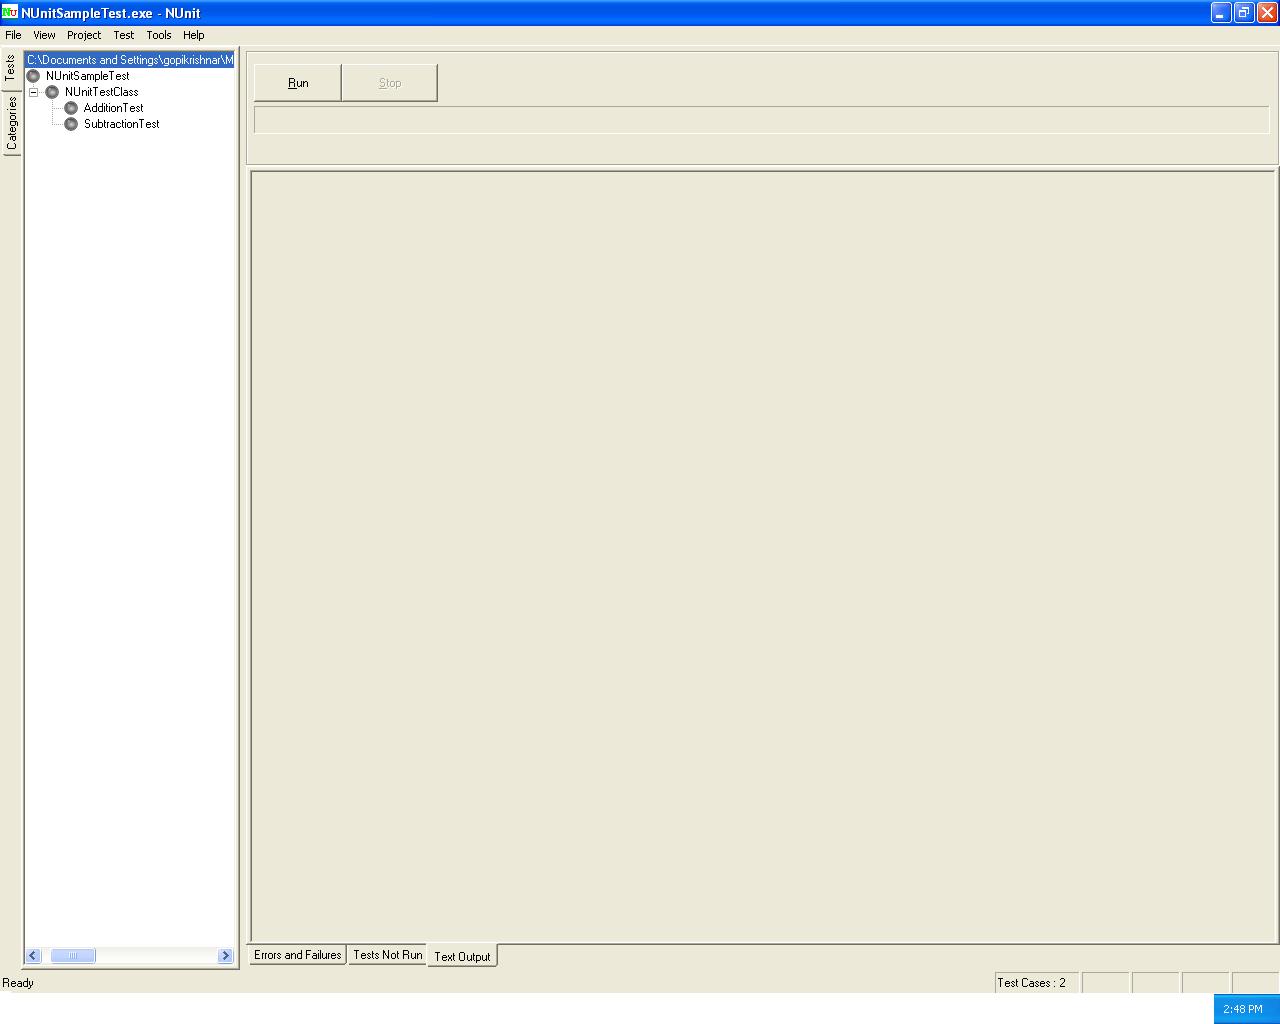 NUnitSampleTest.exe - NUnit
File View Project Test Tools Help
Tests
Categories
C:\Documents and Settings\gopikrishnar\M
NUnitSampleTest
NUnitTestClass
AdditionTest
SubtractionTest
Run Stop
Errors and Failures Tests Not Run Text Output
Ready Test Cases : 2
2:48 PM